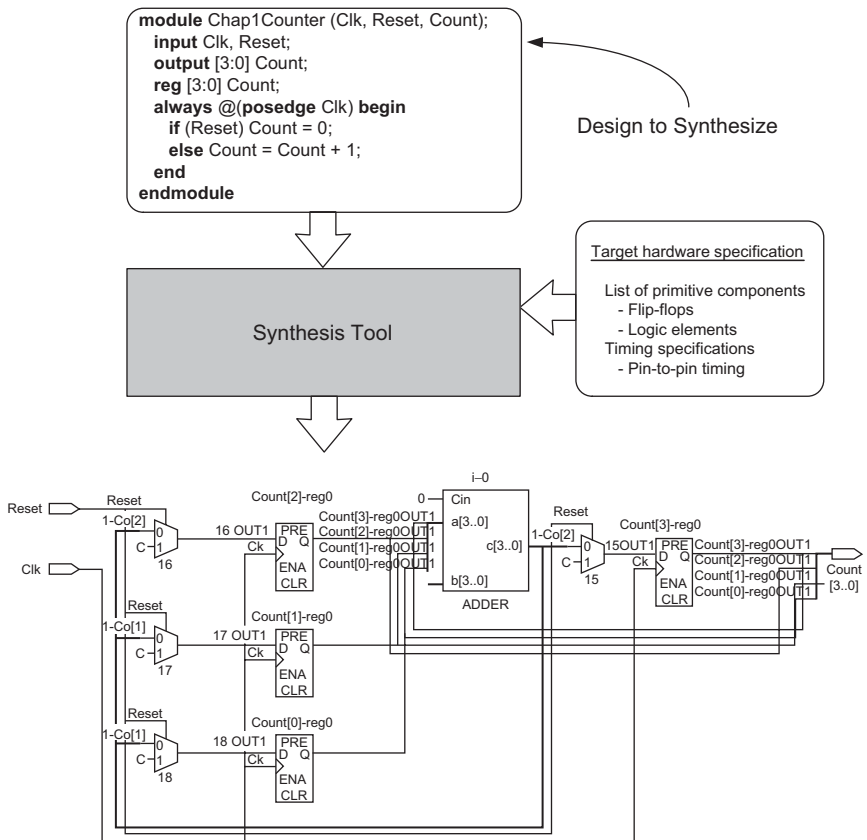 module Chap1Counter (Clk, Reset, Count);
input Clk, Reset;
output [3:0] Count;
reg [3:0] Count;
always @(posedge Clk) begin
if (Reset) Count = 0;
else Count = Count + 1;
end
endmodule
Design to Synthesize
Target hardware specification
List of primitive components
- Flip-flops
- Logic elements
Timing specifications
- Pin-to-pin timing
Synthesis Tool
Reset
Reset
1-Co[2]
0
C
1
16
16 OUT1
Ck
Count[2]-reg0
PRE
D Q
ENA
CLR
Count[3]-reg0OUT1
Count[2]-reg0OUT1
Count[1]-reg0OUT1
Count[0]-reg0OUT1
i–0
0
Cin
a[3..0]
c[3..0]
b[3..0]
ADDER
Reset
1-Co[2]
0
C
1
15
15OUT1
Ck
Count[3]-reg0
PRE
D Q
ENA
CLR
Count[3]-reg0OUT1
Count[2]-reg0OUT1
Count[1]-reg0OUT1
Count[0]-reg0OUT1
Count
[3..0]
Clk
Reset
1-Co[1]
0
C
1
17
17 OUT1
Ck
Count[1]-reg0
PRE
D Q
ENA
CLR
Reset
1-Co[1]
0
C
1
18
18 OUT1
Ck
Count[0]-reg0
PRE
D Q
ENA
CLR